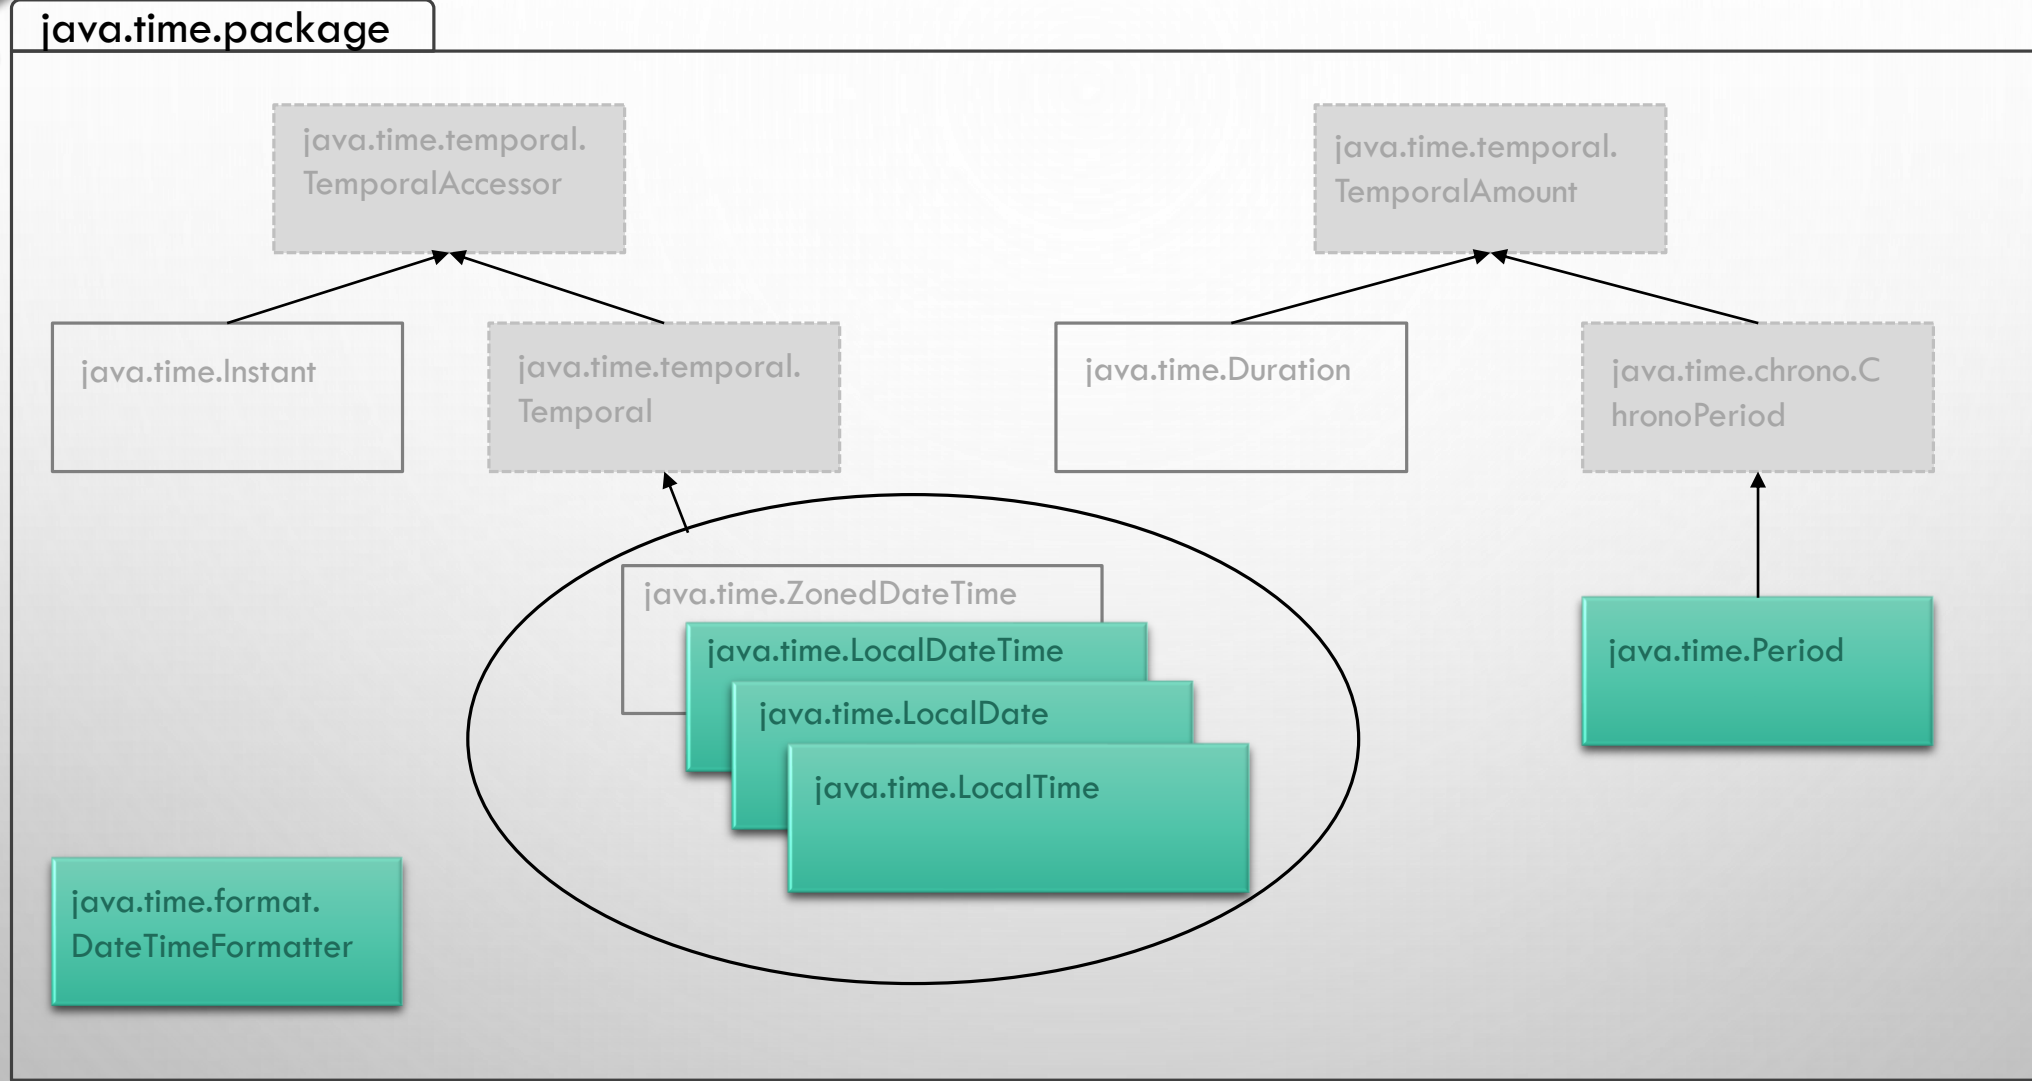 java.time.package
java.time.temporal.
TemporalAccessor
java.time.temporal.
TemporalAmount
java.time.Instant
java.time.temporal.
Temporal
java.time.Duration
java.time.chrono.C
hronoPeriod
java.time.ZonedDateTime
java.time.LocalDateTime
java.time.LocalDate
java.time.LocalTime
java.time.Period
java.time.format.
DateTimeFormatter